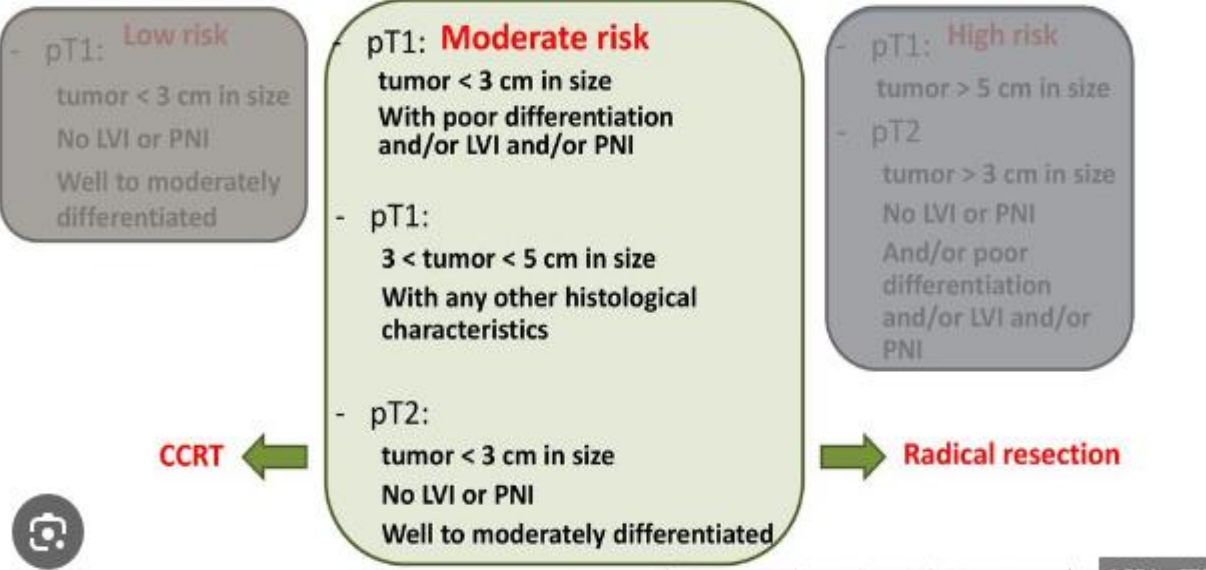 Low risk
- pT1:
tumor < 3 cm in size
No LVI or PNI
Well to moderately
differentiated
Moderate risk
- pT1:
tumor < 3 cm in size
With poor differentiation
and/or LVI and/or PNI
- pT1:
3 < tumor < 5 cm in size
With any other histological
characteristics
- pT2:
tumor < 3 cm in size
No LVI or PNI
Well to moderately differentiated
High risk
- pT1:
tumor > 5 cm in size
- pT2
tumor > 3 cm in size
No LVI or PNI
And/or poor
differentiation
and/or LVI and/or
PNI
CCRT
Radical resection